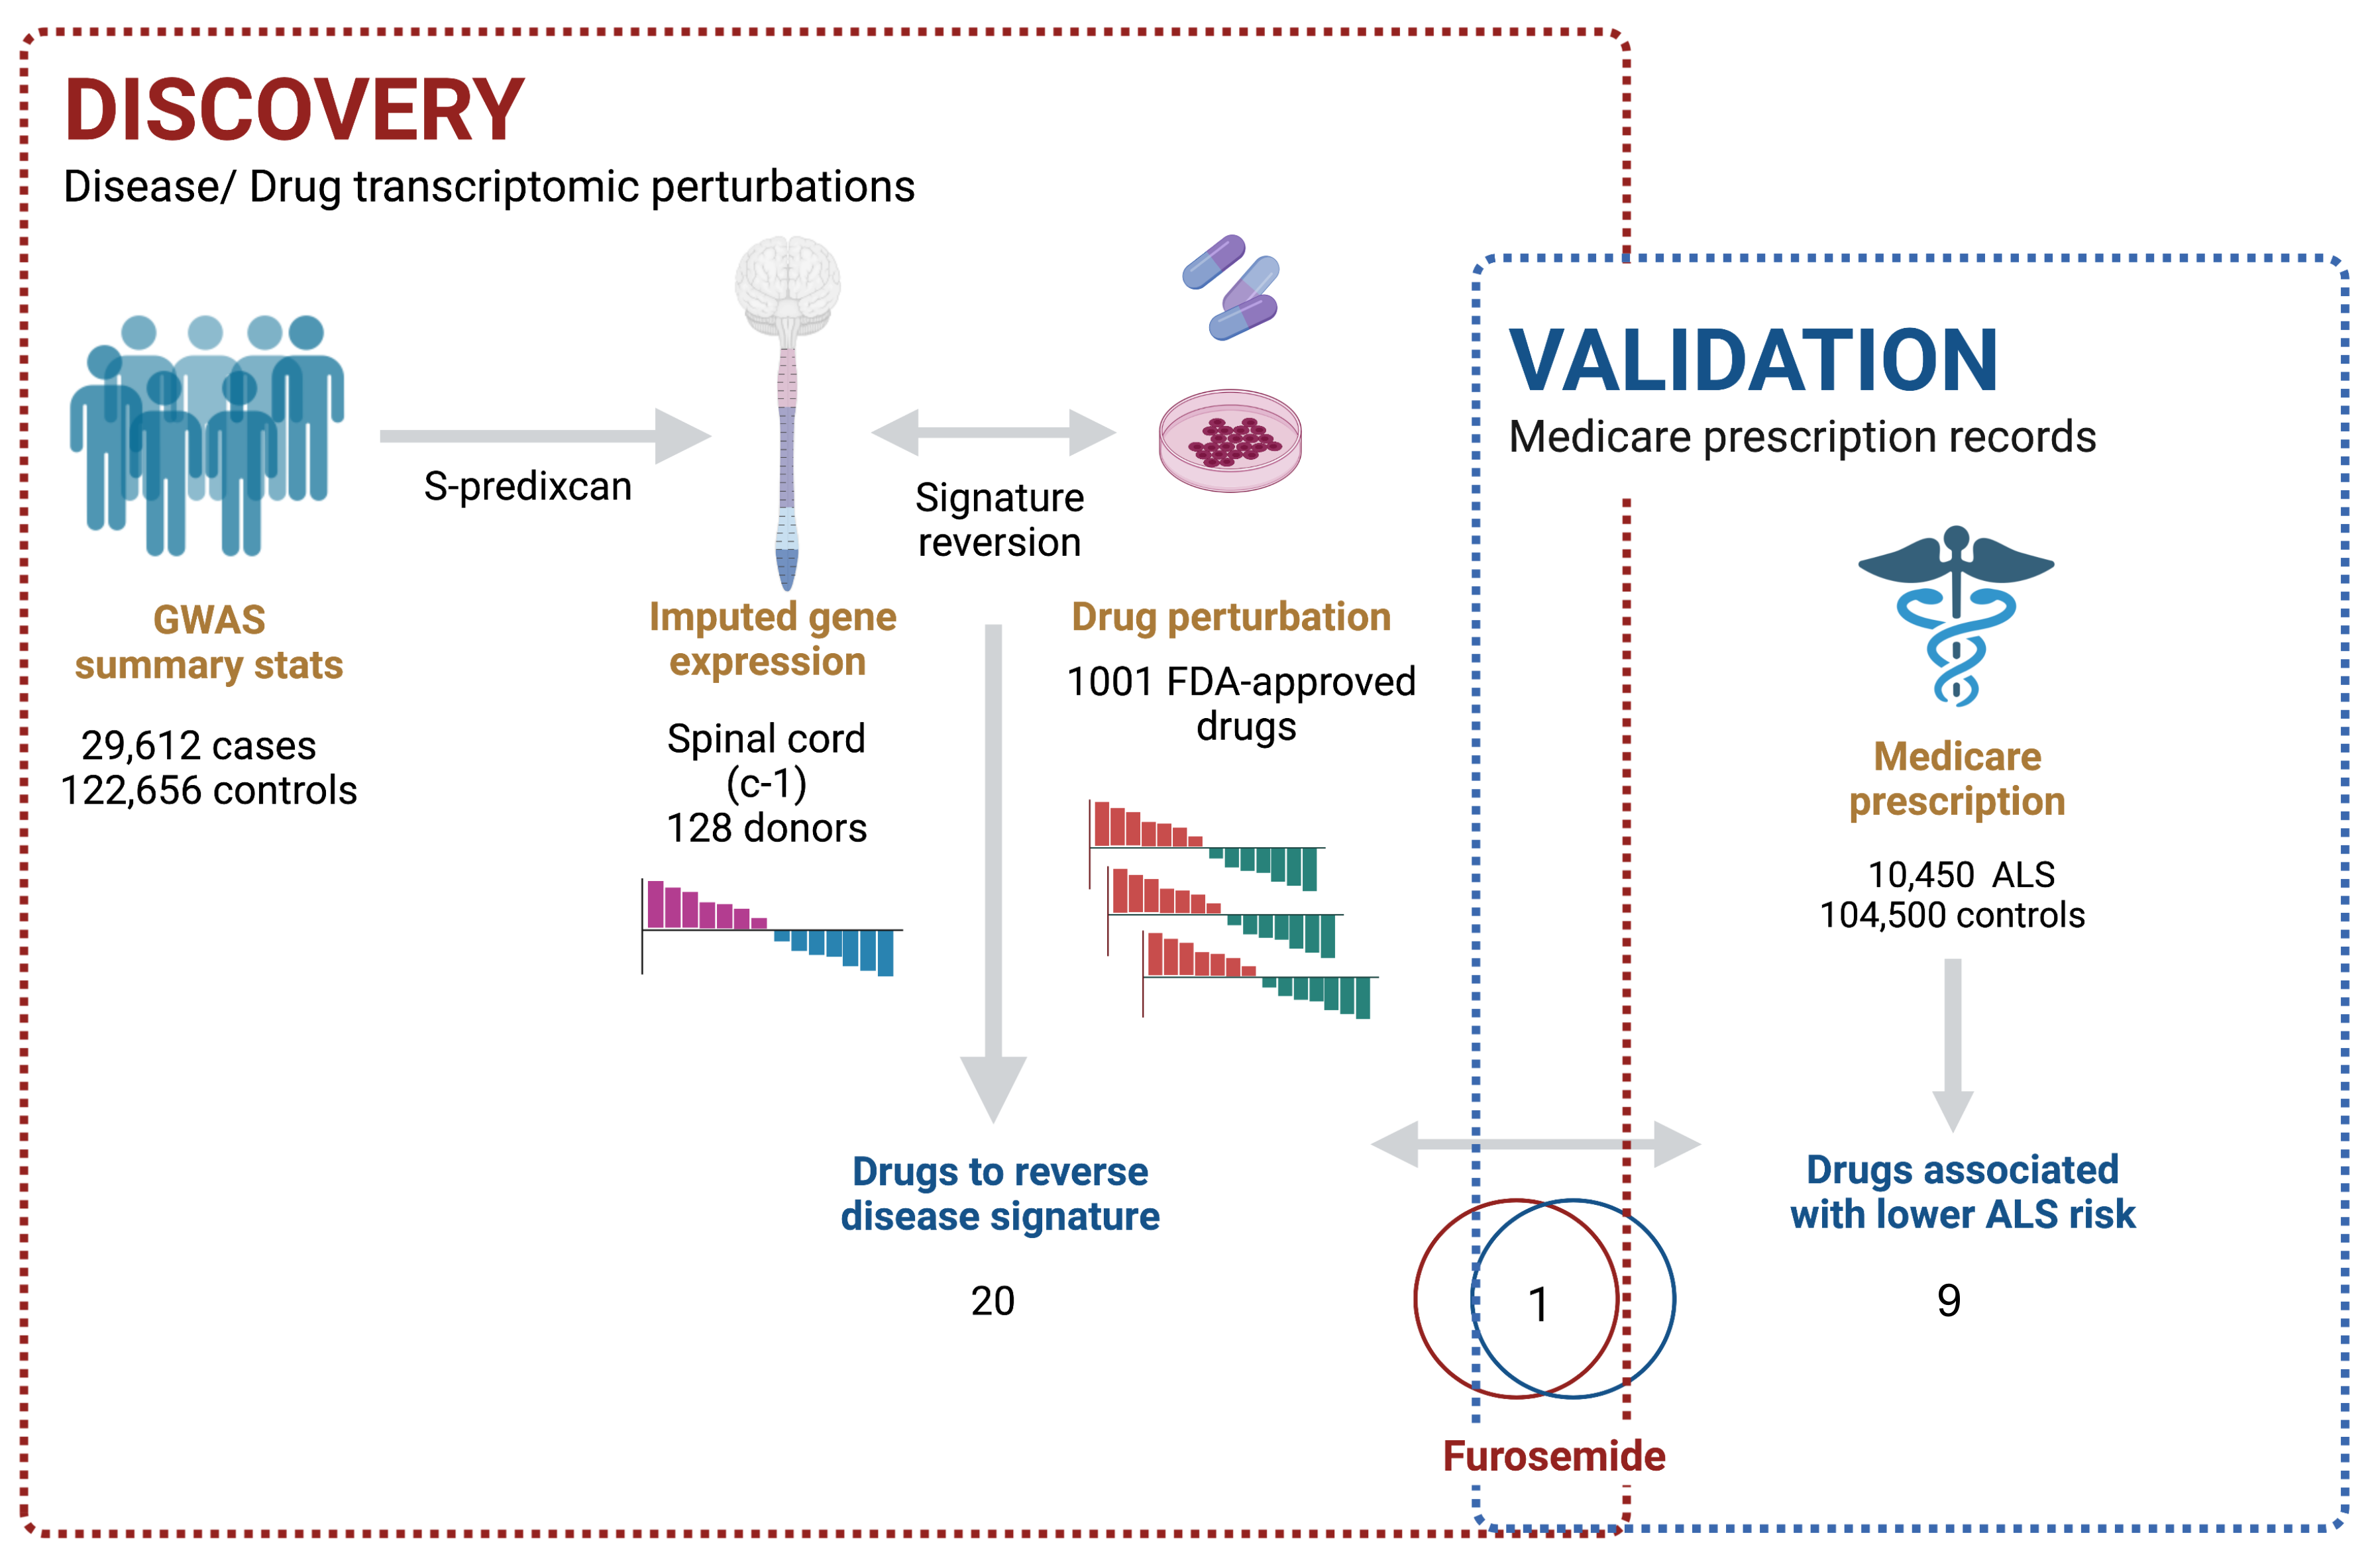 DISCOVERY
Disease/ Drug transcriptomic perturbations
S-predixcan
Signature
reversion
GWAS
summary stats
29,612 cases
122,656 controls
Imputed gene
expression
Spinal cord
(c-1)
128 donors
Drug perturbation
1001 FDA-approved
drugs
Drugs to reverse
disease signature
20
VALIDATION
Medicare prescription records
Medicare
prescription
10,450 ALS
104,500 controls
Drugs associated
with lower ALS risk
9
1
Furosemide